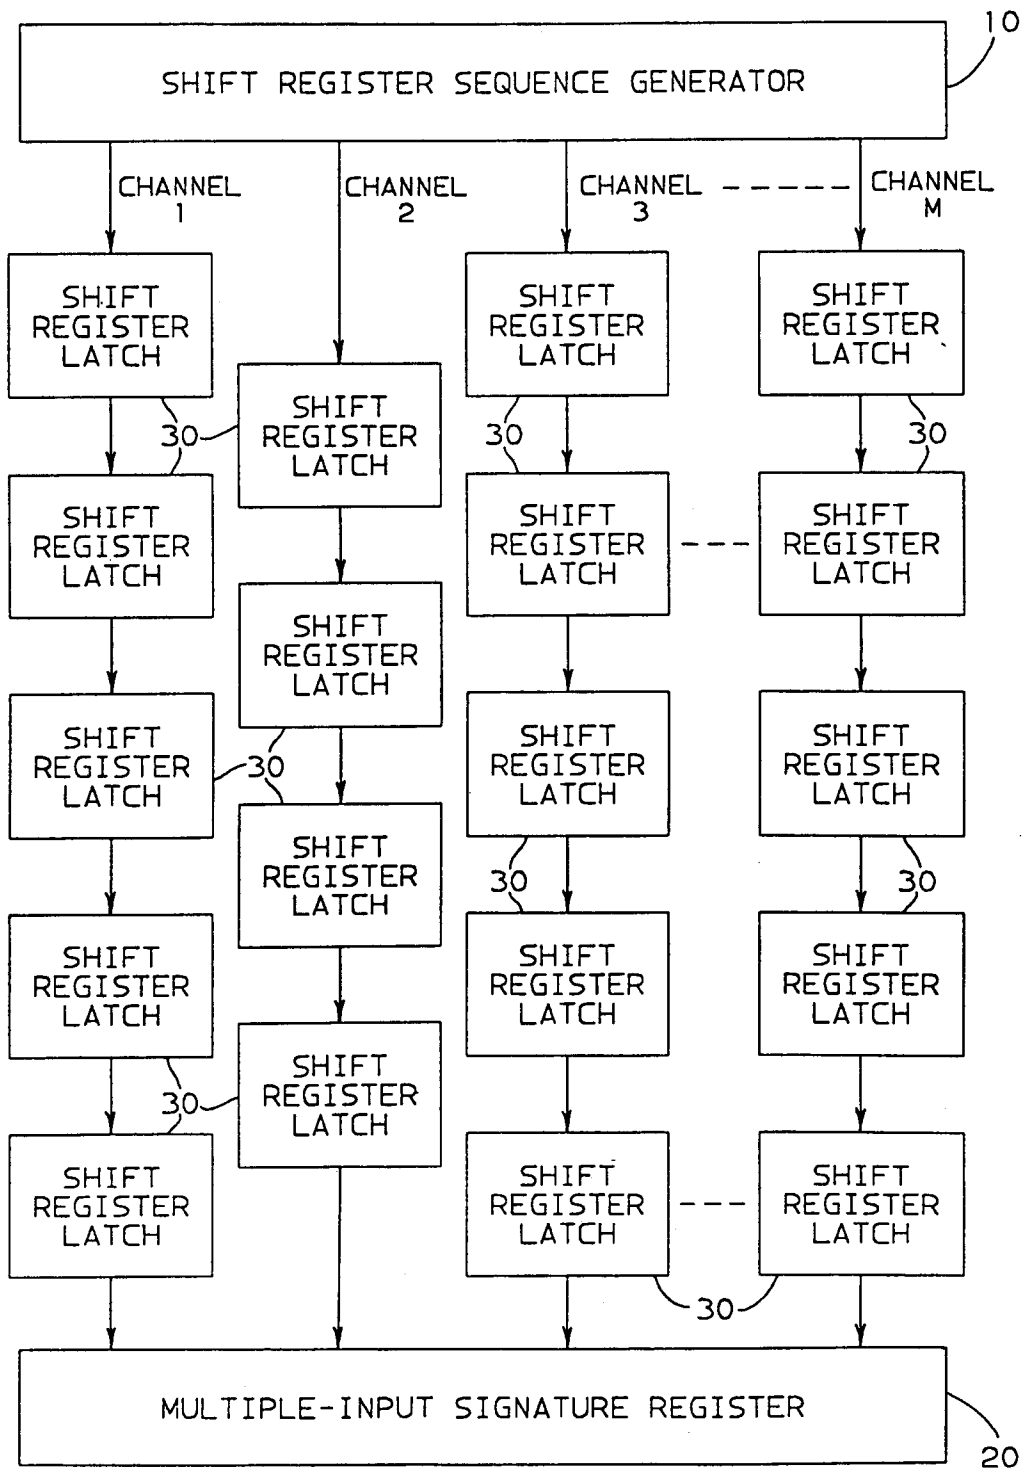 10
SHIFT REGISTER SEQUENCE GENERATOR
CHANNEL
1
CHANNEL
2
CHANNEL
3
CHANNEL
M
SHIFT
REGISTER
LATCH
SHIFT
REGISTER
LATCH
SHIFT
REGISTER
LATCH
SHIFT
REGISTER
LATCH
30
30
30
SHIFT
REGISTER
LATCH
SHIFT
REGISTER
LATCH
SHIFT
REGISTER
LATCH
SHIFT
REGISTER
LATCH
SHIFT
REGISTER
LATCH
30
SHIFT
REGISTER
LATCH
SHIFT
REGISTER
LATCH
SHIFT
REGISTER
LATCH
SHIFT
REGISTER
LATCH
30
30
SHIFT
REGISTER
LATCH
SHIFT
REGISTER
LATCH
SHIFT
REGISTER
LATCH
SHIFT
REGISTER
LATCH
30
SHIFT
REGISTER
LATCH
SHIFT
REGISTER
LATCH
SHIFT
REGISTER
LATCH
30
MULTIPLE-INPUT SIGNATURE REGISTER
20